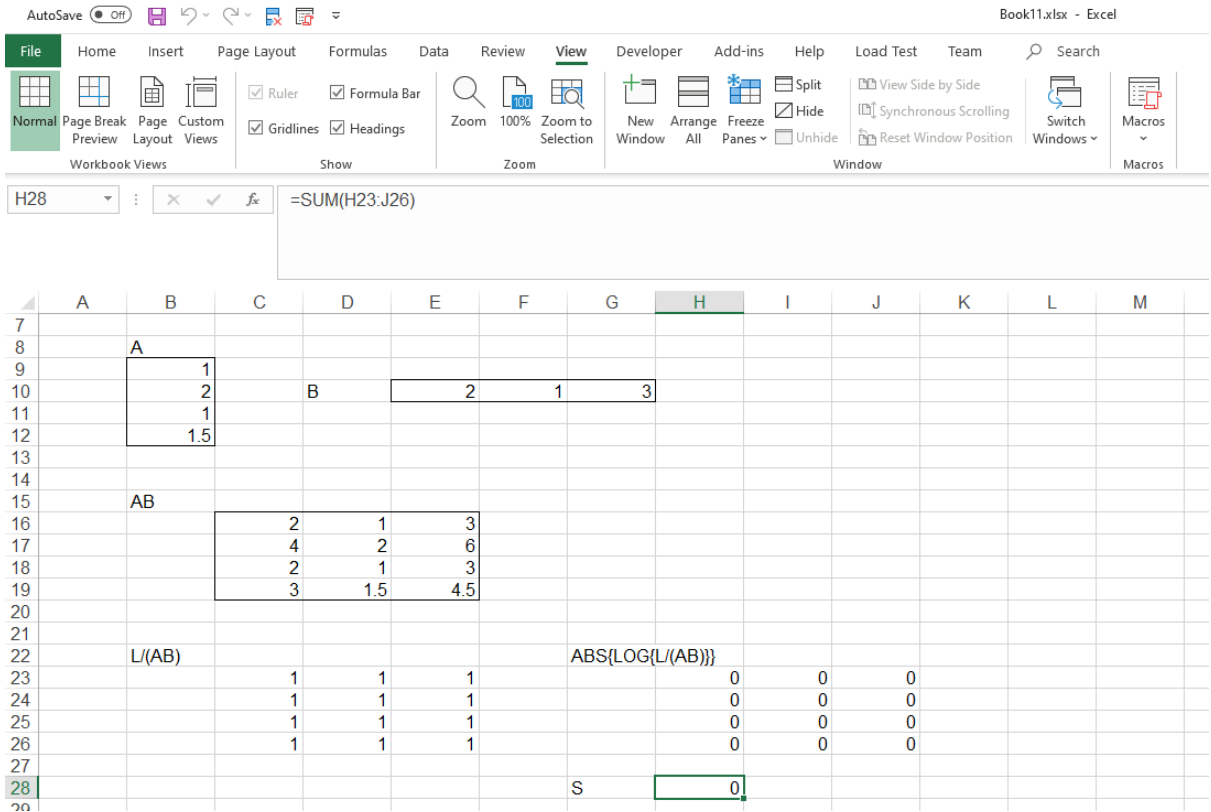 AutoSave Off Book11.xlsx - Excel
File Home Insert Page Layout Formulas Data Review View Developer Add-ins Help Load Test Team Search
Normal Page Break Preview Page Layout Custom Views
Workbook Views
Ruler Formula Bar
Gridlines Headings
Show
Zoom 100% Zoom to Selection
100
Zoom
New Window Arrange All Freeze Panes
Split
Hide
Unhide
View Side by Side
Synchronous Scrolling
Reset Window Position
Switch Windows
Window
Macros
Macros
H28 fx =SUM(H23:J26)
A B C D E F G H I J K L M
7
8 A
9 1
10 2 B 2 1 3
11 1
12 1.5
13
14
15 AB
16 2 1 3
17 4 2 6
18 2 1 3
19 3 1.5 4.5
20
21
22 L/(AB) ABS{LOG{L/(AB)}}
23 1 1 1 0 0 0
24 1 1 1 0 0 0
25 1 1 1 0 0 0
26 1 1 1 0 0 0
27
28 S 0
29